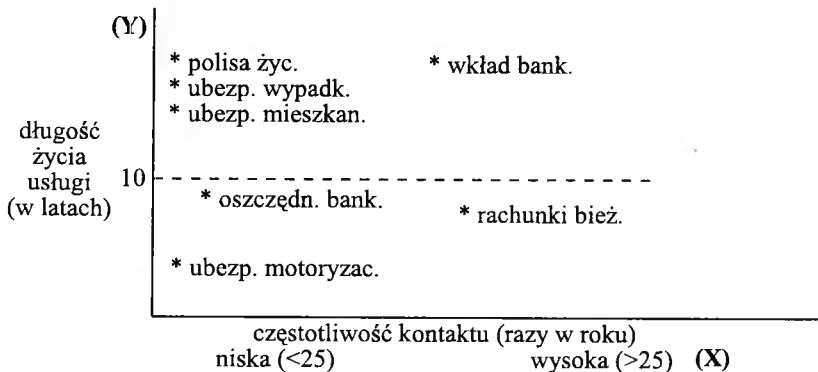 (Y)
* polisa życ.
* wkład bank.
* ubezp. wypadk.
* ubezp. mieszkan.
długość
życia
usługi
(w latach)
10
* oszczędn. bank.
* rachunki bież.
* ubezp. motoryzac.
częstotliwość kontaktu (razy w roku)
niska (<25) wysoka (>25) (X)